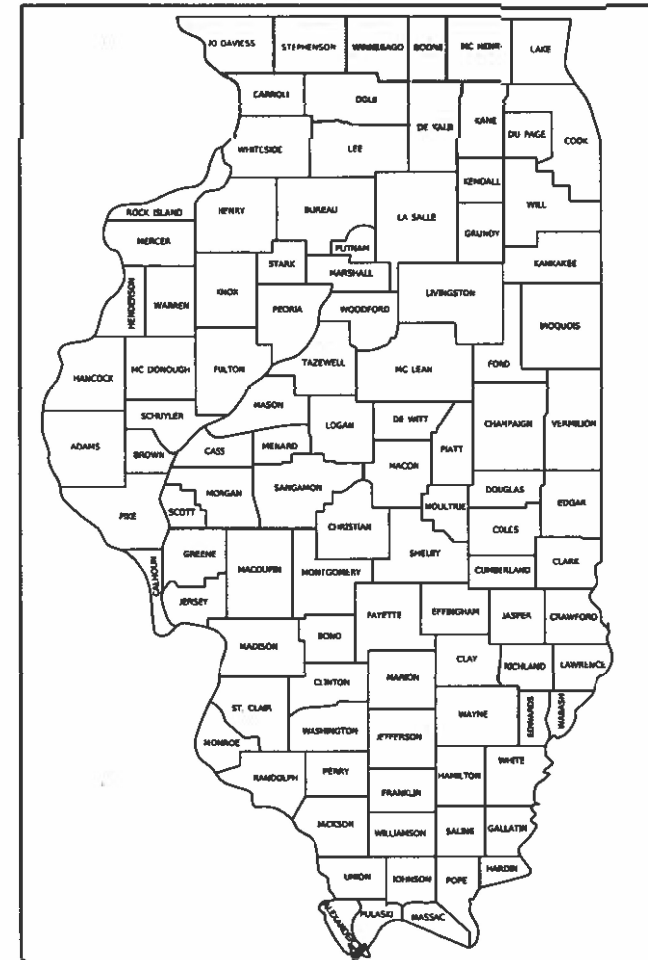 JO DAVIESS
STEPHENSON
WINNEBAGO
BOONE
MC HENRY
LAKE
CARROLL
OGLE
DE KALB
KANE
DU PAGE
COOK
WHITESIDE
LEE
KENDALL
WILL
ROCK ISLAND
HENRY
BUREAU
LA SALLE
GRUNDY
MERCER
PUTNAM
STARK
MARSHALL
KANKAKEE
HENDERSON
WARREN
KNOX
PEORIA
WOODFORD
LIVINGSTON
IROQUOIS
HANCOCK
MC DONOUGH
FULTON
TAZEWELL
MC LEAN
FORD
SCHUYLER
MASON
LOGAN
DE WITT
CHAMPAIGN
VERMILION
ADAMS
BROWN
CASS
MENARD
MACON
PIATT
PIKE
SCOTT
MORGAN
SANGAMON
CHRISTIAN
MOULTRIE
DOUGLAS
EDGAR
COLES
CALHOUN
GREENE
MACOUPIN
MONTGOMERY
SHELBY
CUMBERLAND
CLARK
JERSEY
FAYETTE
EFFINGHAM
JASPER
CRAWFORD
MADISON
BOND
CLAY
RICHLAND
LAWRENCE
CLINTON
MARION
ST. CLAIR
WASHINGTON
JEFFERSON
WAYNE
EDWARDS
WABASH
MONROE
RANDOLPH
PERRY
FRANKLIN
HAMILTON
WHITE
JACKSON
WILLIAMSON
SALINE
GALLATIN
UNION
JOHNSON
POPE
HARDIN
ALEXANDER
PULASKI
MASSAC